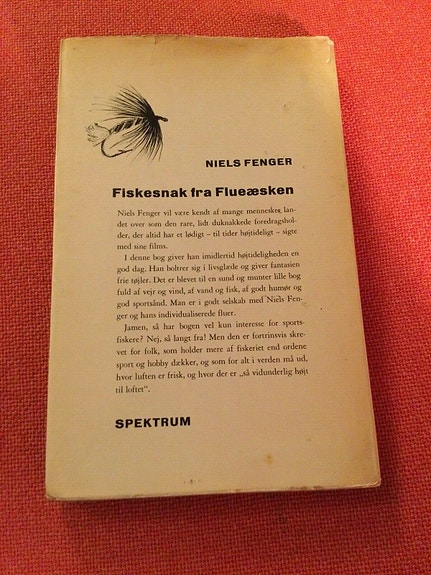 NIELS FENGER
Fiskesnak fra Flueæsken
Niels Fenger vil være kendt af mange mennesker lan-
det over som den rare, lidt duknakkede foredragshol-
der, der altid har et lødigt – til tider højtideligt – sigte
med sine films.
I denne bog giver han imidlertid højtideligheden en
god dag. Han boltrer sig i livsglæde og giver fantasien
frie tøjler. Det er blevet til en sund og munter lille bog
fuld af vejr og vind, af vand og fisk, af godt humør og
god sportsånd. Man er i godt selskab med Niels Fen-
ger og hans individualiserede fluer.
Jamen, så har bogen vel kun interesse for sports-
fiskere? Nej, så langt fra! Men den er fortrinsvis skre-
vet for folk, som holder mere af fiskeriet end ordene
sport og hobby dækker, og som for alt i verden må ud,
hvor luften er frisk, og hvor der er „så vidunderlig højt
til loftet“.
SPEKTRUM